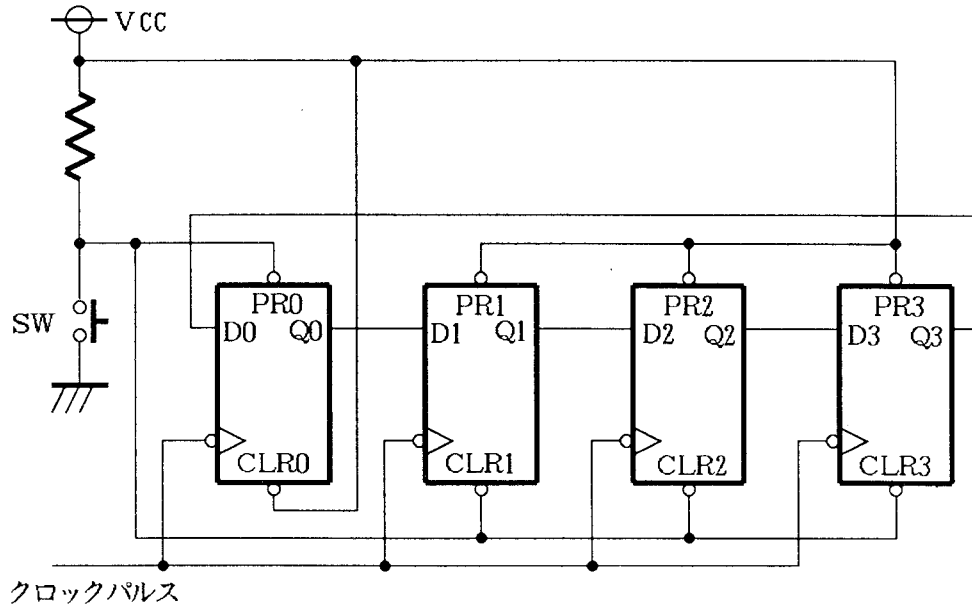 VCC
SW
PR0
D0 Q0
CLR0
PR1
D1 Q1
CLR1
PR2
D2 Q2
CLR2
PR3
D3 Q3
CLR3
クロックパルス